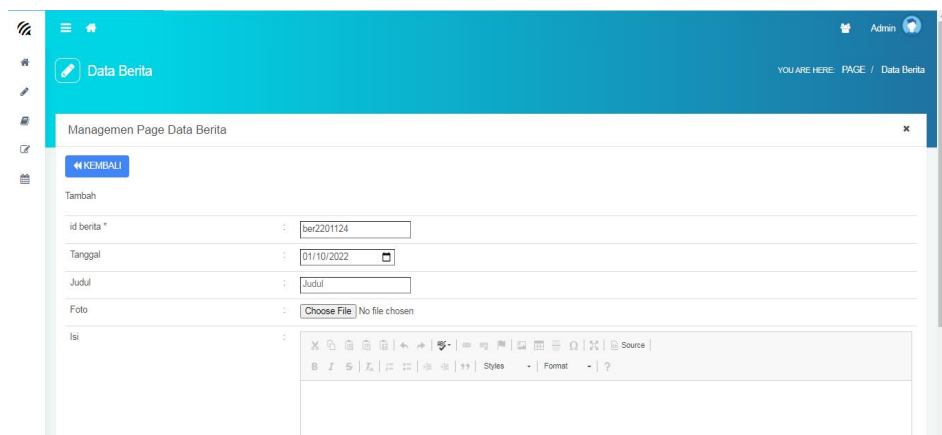 Admin
Data Berita
YOU ARE HERE: PAGE / Data Berita
Managemen Page Data Berita
KEMBALI
Tambah
id berita * : ber2201124
Tanggal : 01/10/2022
Judul : Judul
Foto : Choose File No file chosen
Isi :
Source
B I S Tx Styles Format ?